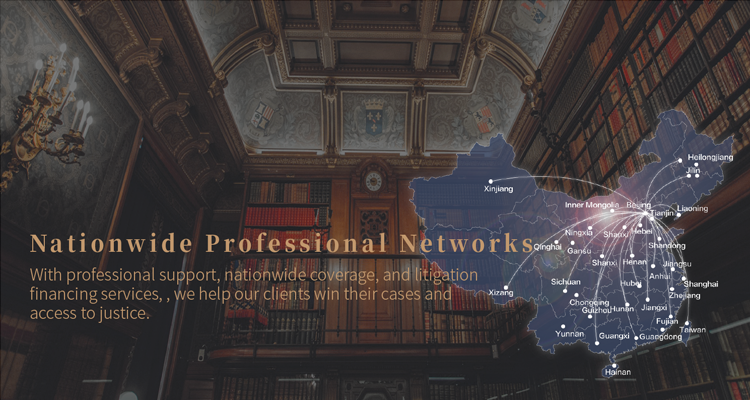 Nationwide Professional Networks
With professional support, nationwide coverage, and litigation
financing services, , we help our clients win their cases and
access to justice.
Heilongjiang
Jilin
Xinjiang
Inner Mongolia
Beijing
Liaoning
Tianjin
Ningxia
Shauxi
Hebei
Qinghai
Gansu
Shandong
Shanxi
Henan
Jiangsu
Anhui
Sichuan
Hubei
Shanghai
Xizang
Zhejiang
Chongqing
Guizhou
Hunan
Jiangxi
Fujian
Taiwan
Yunnan
Guangxi
Guangdong
Hainan